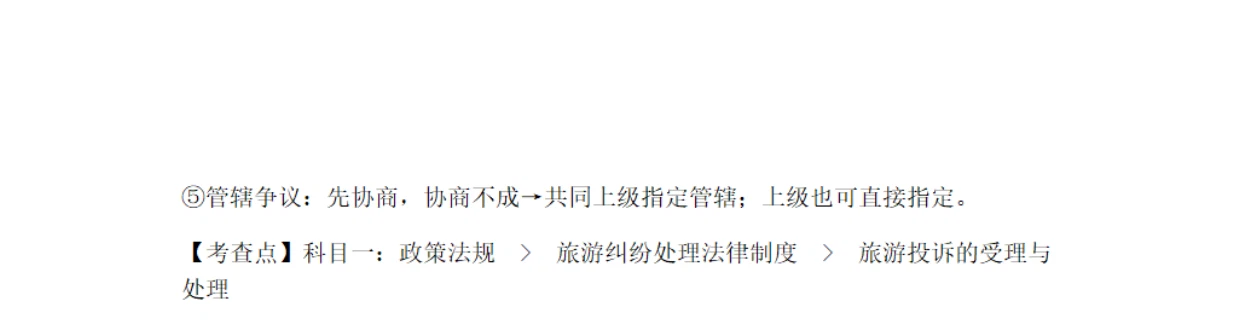 ⑤管辖争议：先协商，协商不成→共同上级指定管辖；上级也可直接指定。
【考查点】科目一：政策法规 > 旅游纠纷处理法律制度 > 旅游投诉的受理与
处理